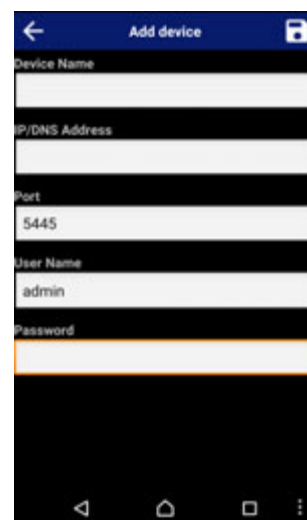 Add device
Device Name
IP/DNS Address
Port
5445
User Name
admin
Password